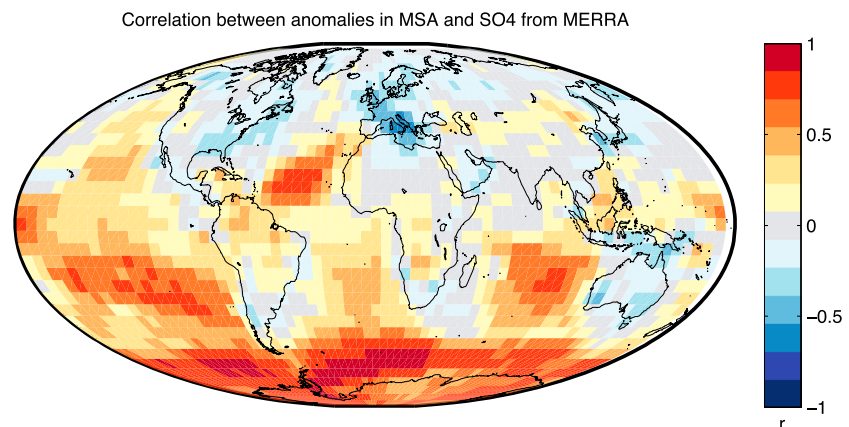 Correlation between anomalies in MSA and SO4 from MERRA
1
0.5
0
−0.5
−1
r